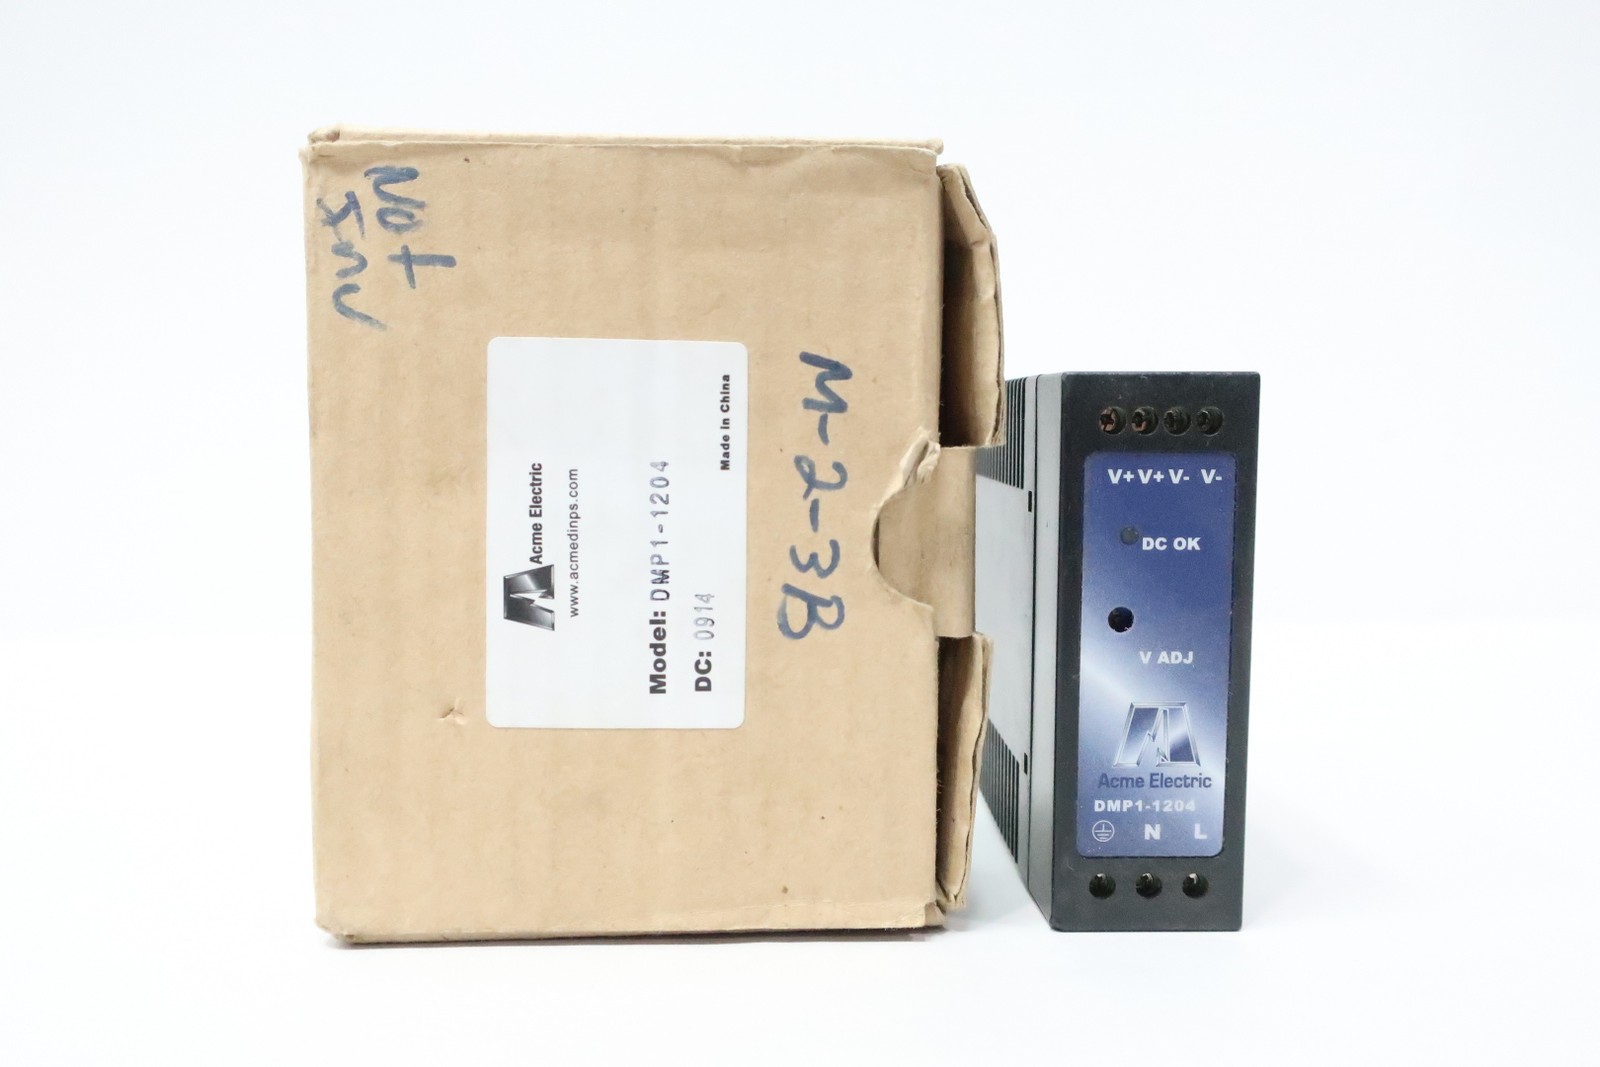 Not
Inv
Acme Electric
www.acmedinps.com
Model: DMP1-1204
DC: 0914
Made in China
M-2-3B
V+ V+ V- V-
DC OK
V ADJ
Acme Electric
DMP1-1204
N L